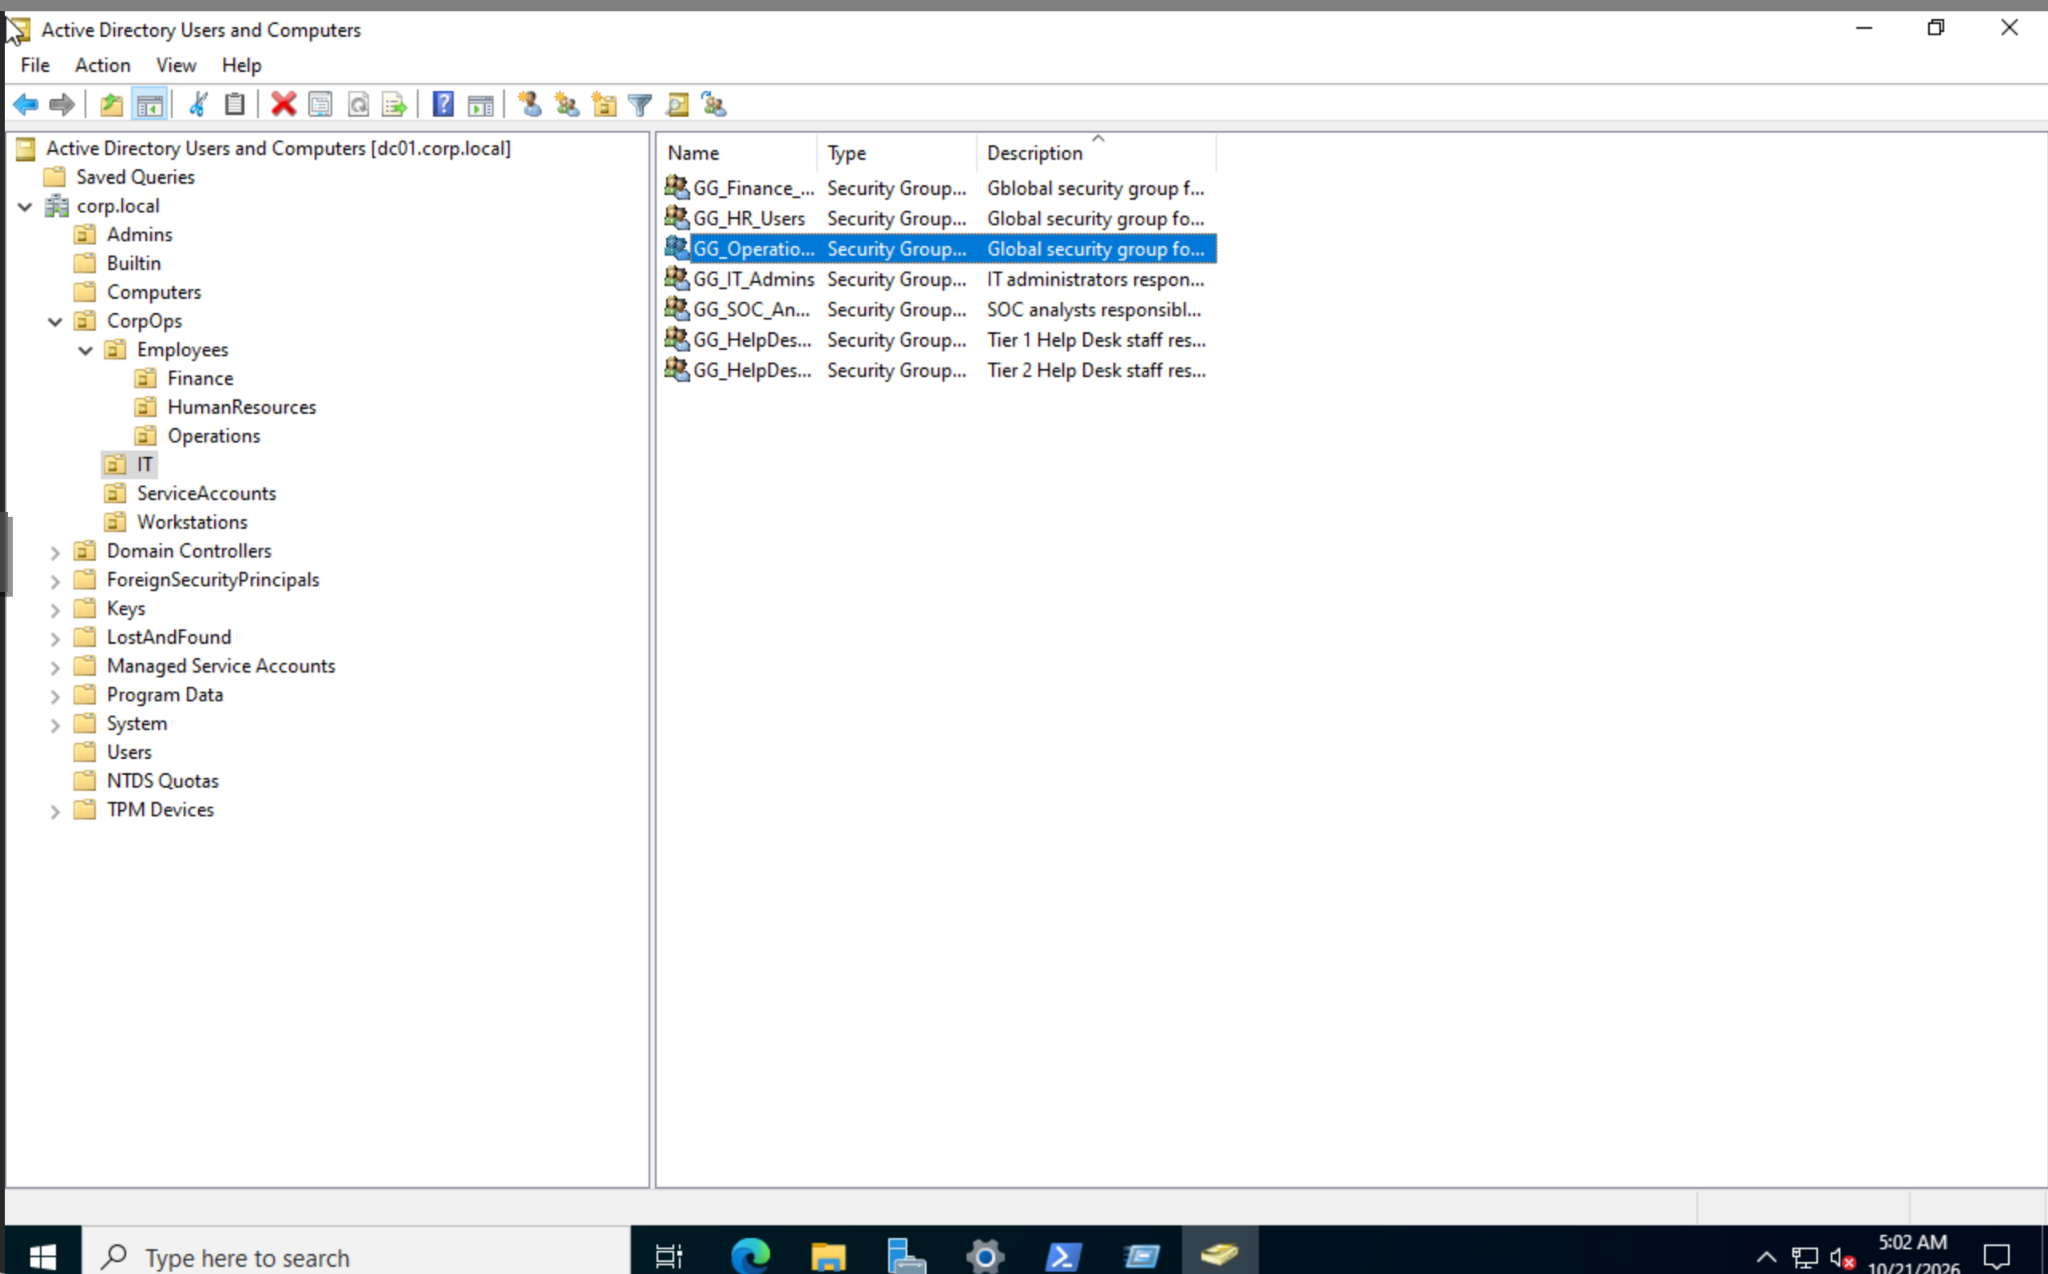 Active Directory Users and Computers
File Action View Help
Active Directory Users and Computers [dc01.corp.local]
Saved Queries
corp.local
Admins
Builtin
Computers
CorpOps
Employees
Finance
HumanResources
Operations
IT
ServiceAccounts
Workstations
Domain Controllers
ForeignSecurityPrincipals
Keys
LostAndFound
Managed Service Accounts
Program Data
System
Users
NTDS Quotas
TPM Devices
Name Type Description
GG_Finance_... Security Group... Gblobal security group f...
GG_HR_Users Security Group... Global security group fo...
GG_Operatio... Security Group... Global security group fo...
GG_IT_Admins Security Group... IT administrators respon...
GG_SOC_An... Security Group... SOC analysts responsibl...
GG_HelpDes... Security Group... Tier 1 Help Desk staff res...
GG_HelpDes... Security Group... Tier 2 Help Desk staff res...
Type here to search
5:02 AM
10/21/2026